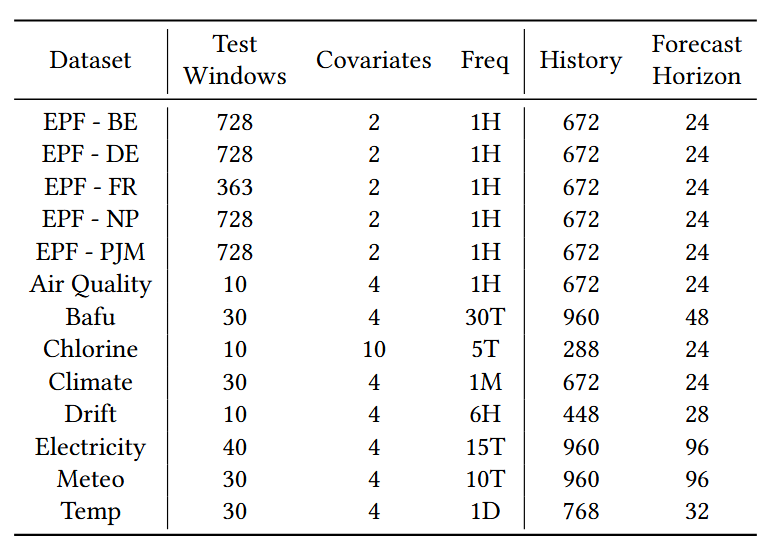 Dataset Test Windows Covariates Freq History Forecast Horizon
EPF - BE 728 2 1H 672 24
EPF - DE 728 2 1H 672 24
EPF - FR 363 2 1H 672 24
EPF - NP 728 2 1H 672 24
EPF - PJM 728 2 1H 672 24
Air Quality 10 4 1H 672 24
Bafu 30 4 30T 960 48
Chlorine 10 10 5T 288 24
Climate 30 4 1M 672 24
Drift 10 4 6H 448 28
Electricity 40 4 15T 960 96
Meteo 30 4 10T 960 96
Temp 30 4 1D 768 32